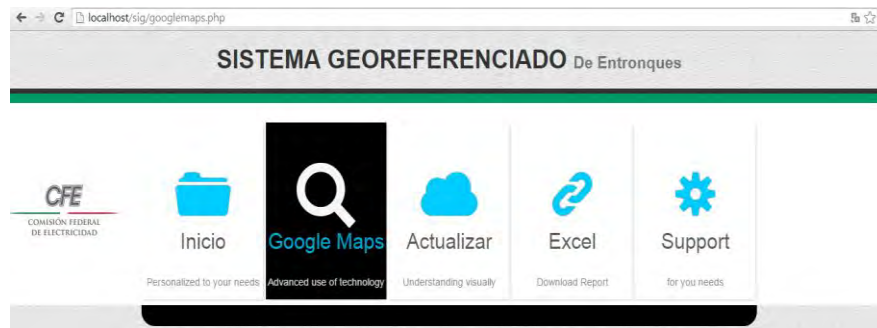 localhost/sig/googlemaps.php
SISTEMA GEOREFERENCIADO De Entronques
CFE
COMISIÓN FEDERAL
DE ELECTRICIDAD
Inicio
Personalized to your needs
Google Maps
Advanced use of technology
Actualizar
Understanding visually
Excel
Download Report
Support
for you needs